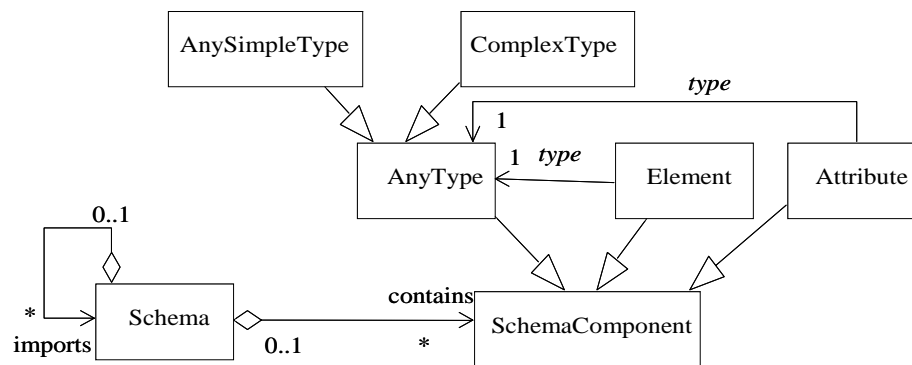 AnySimpleType
ComplexType
type
1
1
type
AnyType
Element
Attribute
0..1
contains
*
Schema
SchemaComponent
imports
0..1
*